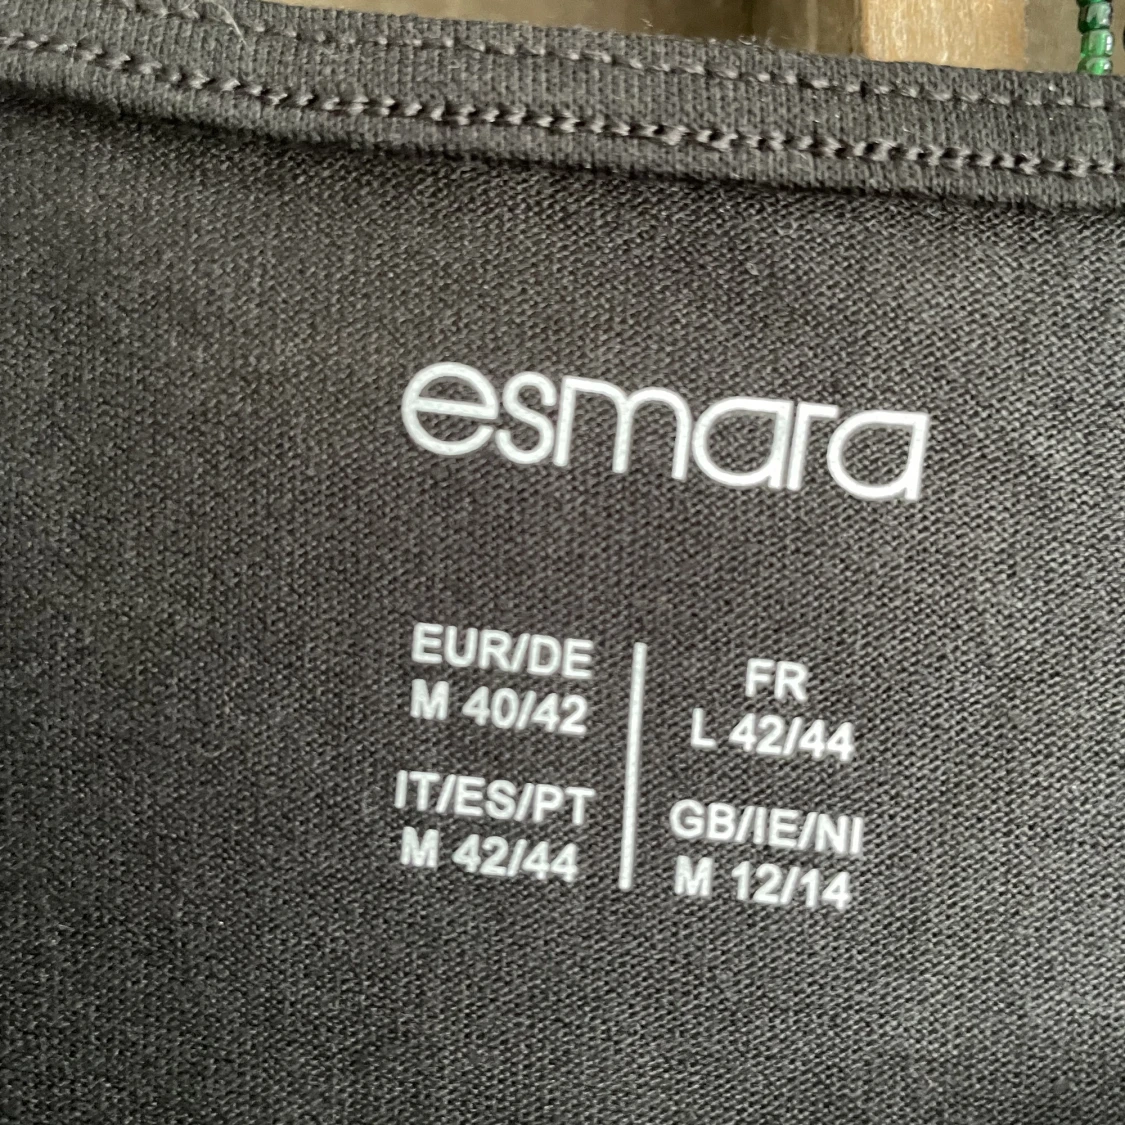 esmara
EUR/DE
M 40/42
IT/ES/PT
M 42/44
FR
L 42/44
GB/IE/NI
M 12/14